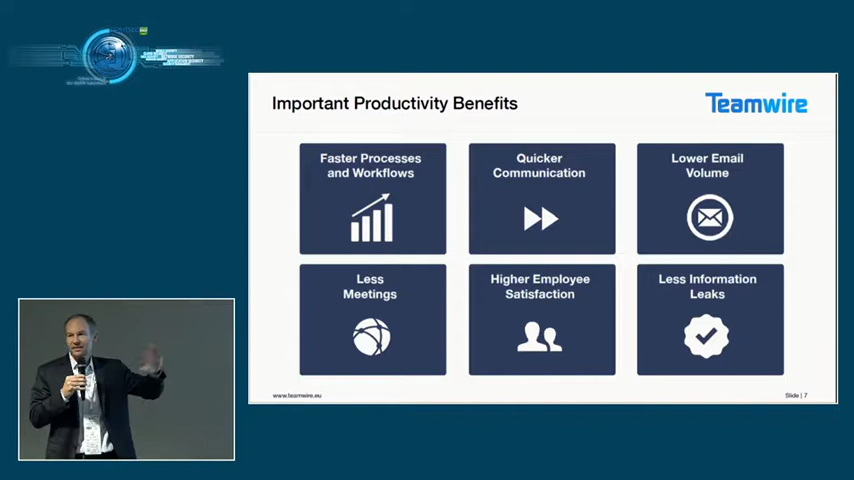 Important Productivity Benefits
Teamwire
Faster Processes
and Workflows
Quicker
Communication
Lower Email
Volume
Less
Meetings
Higher Employee
Satisfaction
Less Information
Leaks
www.teamwire.eu
Slide | 7